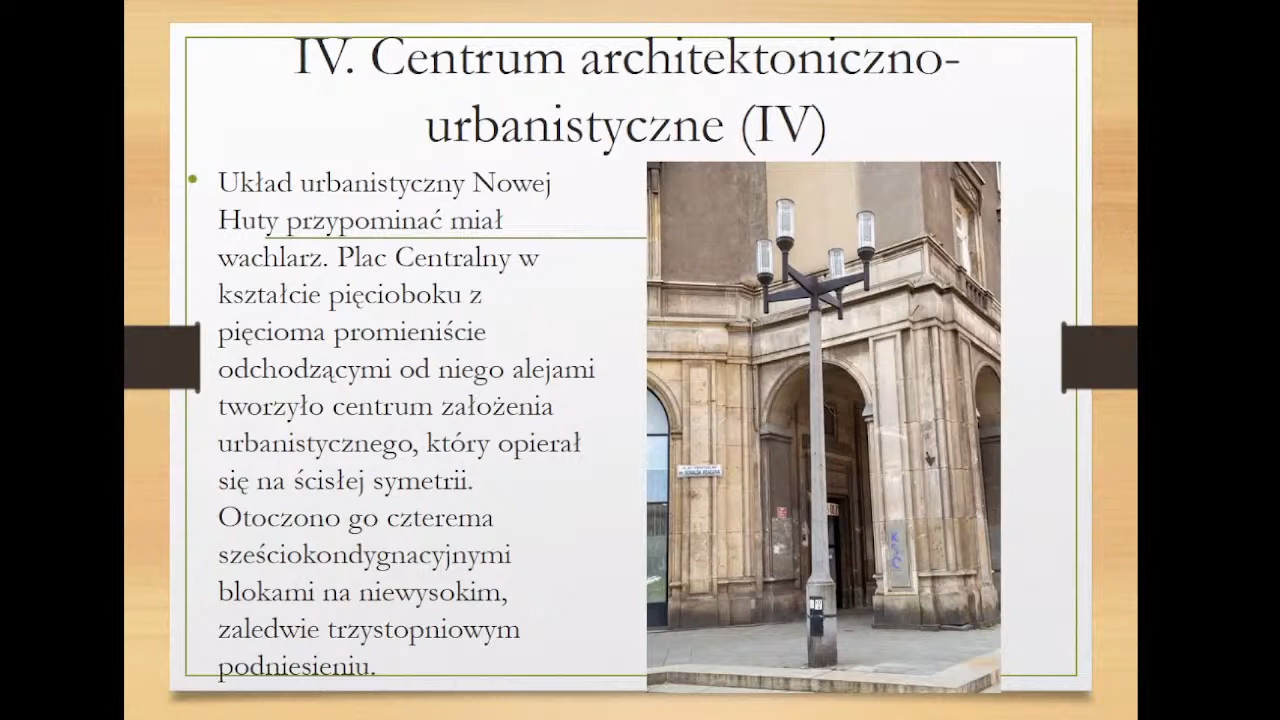 IV. Centrum architektoniczno-
urbanistyczne (IV)
Układ urbanistyczny Nowej
Huty przypominać miał
wachlarz. Plac Centralny w
kształcie pięcioboku z
pięcioma promieniście
odchodzącymi od niego alejami
tworzyło centrum założenia
urbanistycznego, który opierał
się na ścisłej symetrii.
Otoczono go czterema
sześciokondygnacyjnymi
blokami na niewysokim,
zaledwie trzystopniowym
podniesieniu.